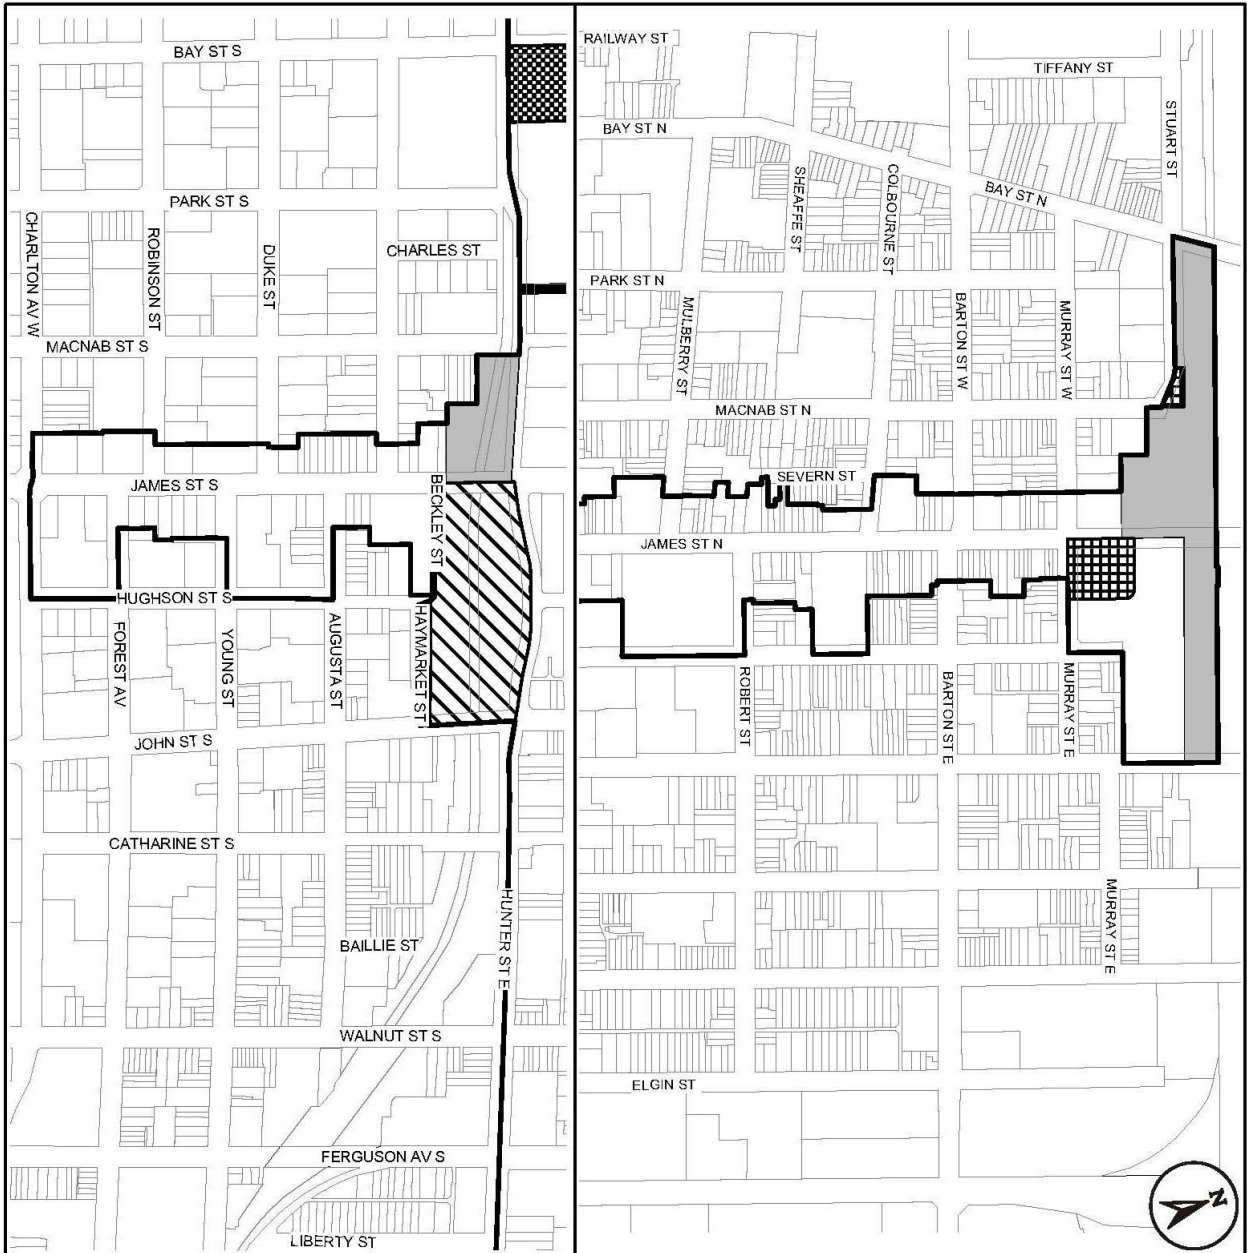 BAY ST S
PARK ST S
CHARLTON AV W
ROBINSON ST
DUKE ST
CHARLES ST
MACNAB ST S
JAMES ST S
BECKLEY ST
HUGHSON ST S
FOREST AV
YOUNG ST
AUGUSTA ST
HAYMARKET ST
JOHN ST S
CATHARINE ST S
HUNTER ST E
BAILLIE ST
WALNUT ST S
FERGUSON AV S
LIBERTY ST
RAILWAY ST
TIFFANY ST
STUART ST
BAY ST N
SHEAFFE ST
COLBOURNE ST
BAY ST N
PARK ST N
MULBERRY ST
BARTON ST W
MURRAY ST W
MACNAB ST N
SEVERN ST
JAMES ST N
ROBERT ST
BARTON ST E
MURRAY ST E
MURRAY ST E
ELGIN ST
N